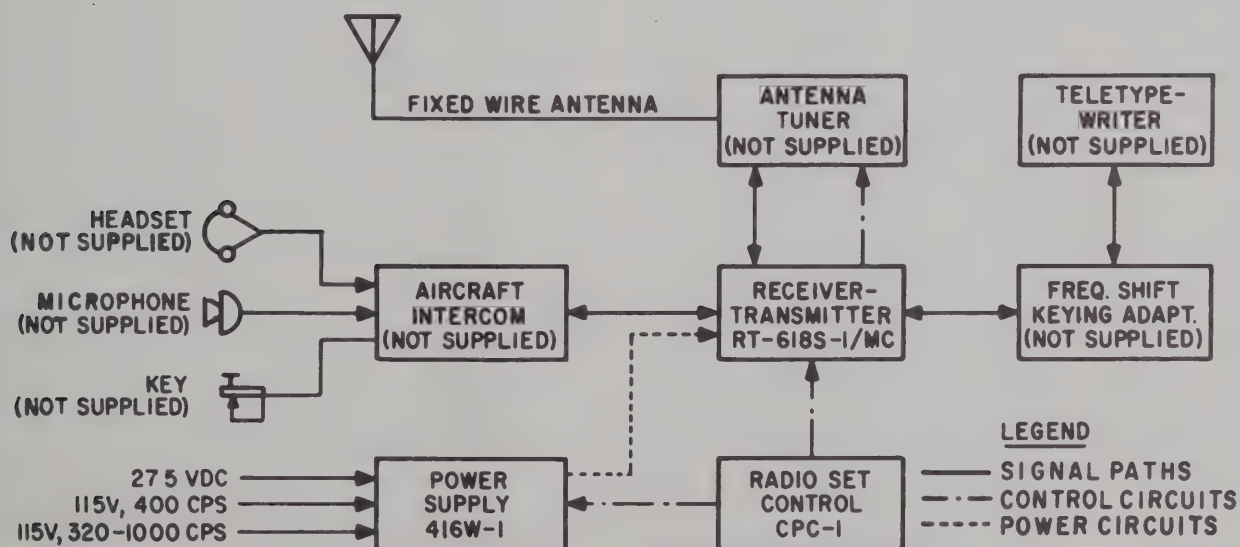 FIXED WIRE ANTENNA
ANTENNA
TUNER
(NOT SUPPLIED)
TELETYPE-
WRITER
(NOT SUPPLIED)
HEADSET
(NOT SUPPLIED)
MICROPHONE
(NOT SUPPLIED)
KEY
(NOT SUPPLIED)
AIRCRAFT
INTERCOM
(NOT SUPPLIED)
RECEIVER-
TRANSMITTER
RT-618S-1/MC
FREQ. SHIFT
KEYING ADAPT.
(NOT SUPPLIED)
27 5 VDC
115V, 400 CPS
115V, 320-1000 CPS
POWER
SUPPLY
416W-1
RADIO SET
CONTROL
CPC-1
LEGEND
SIGNAL PATHS
CONTROL CIRCUITS
POWER CIRCUITS